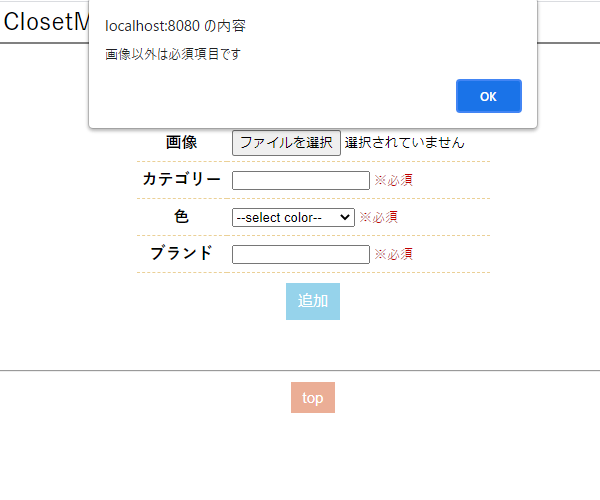 ClosetM
localhost:8080 の内容
画像以外は必須項目です
OK
画像 ファイルを選択 選択されていません
カテゴリー ※必須
色 --select color-- ※必須
ブランド ※必須
追加
top